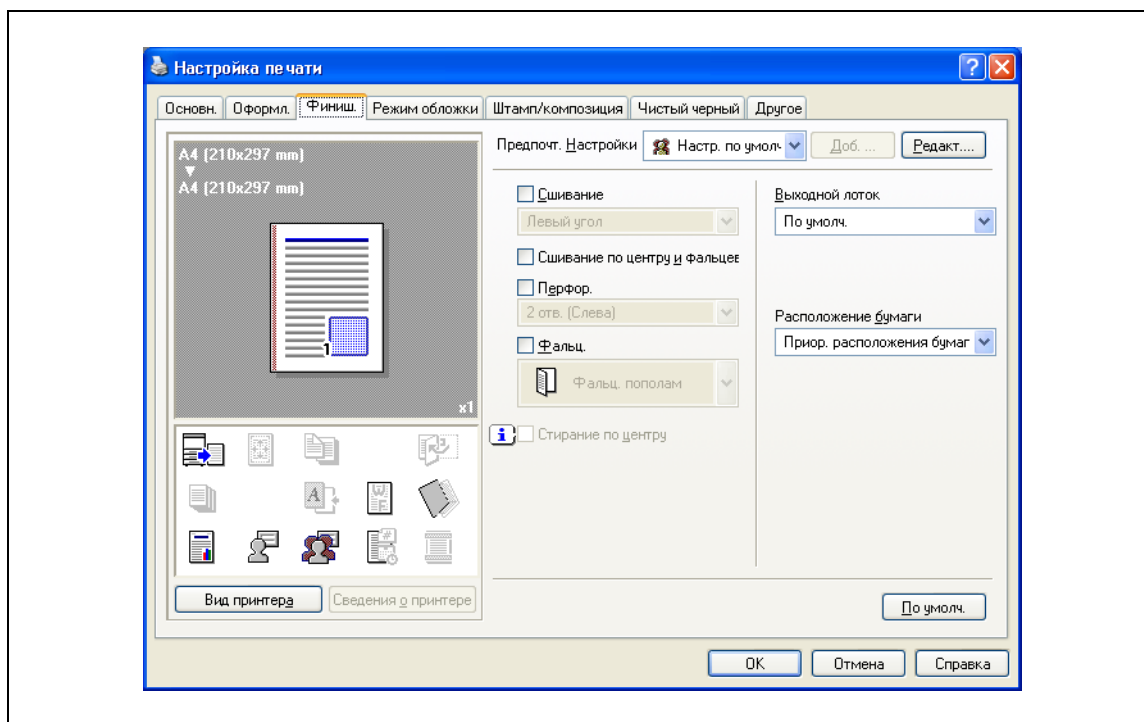 Настройка печати
Основн. Оформл. Финиш. Режим обложки Штамп/композиция Чистый черный Другое
A4 (210x297 mm)
A4 (210x297 mm)
1
x1
Вид принтера
Сведения о принтере
Предпочт. Настройки Настр. по умолч Доб. ... Редакт....
Сшивание
Левый угол
Сшивание по центру и фальцев
Перфор.
2 отв. (Слева)
Фальц.
Фальц. пополам
Стирание по центру
Выходной лоток
По умолч.
Расположение бумаги
Приор. расположения бумаг
По умолч.
OK Отмена Справка